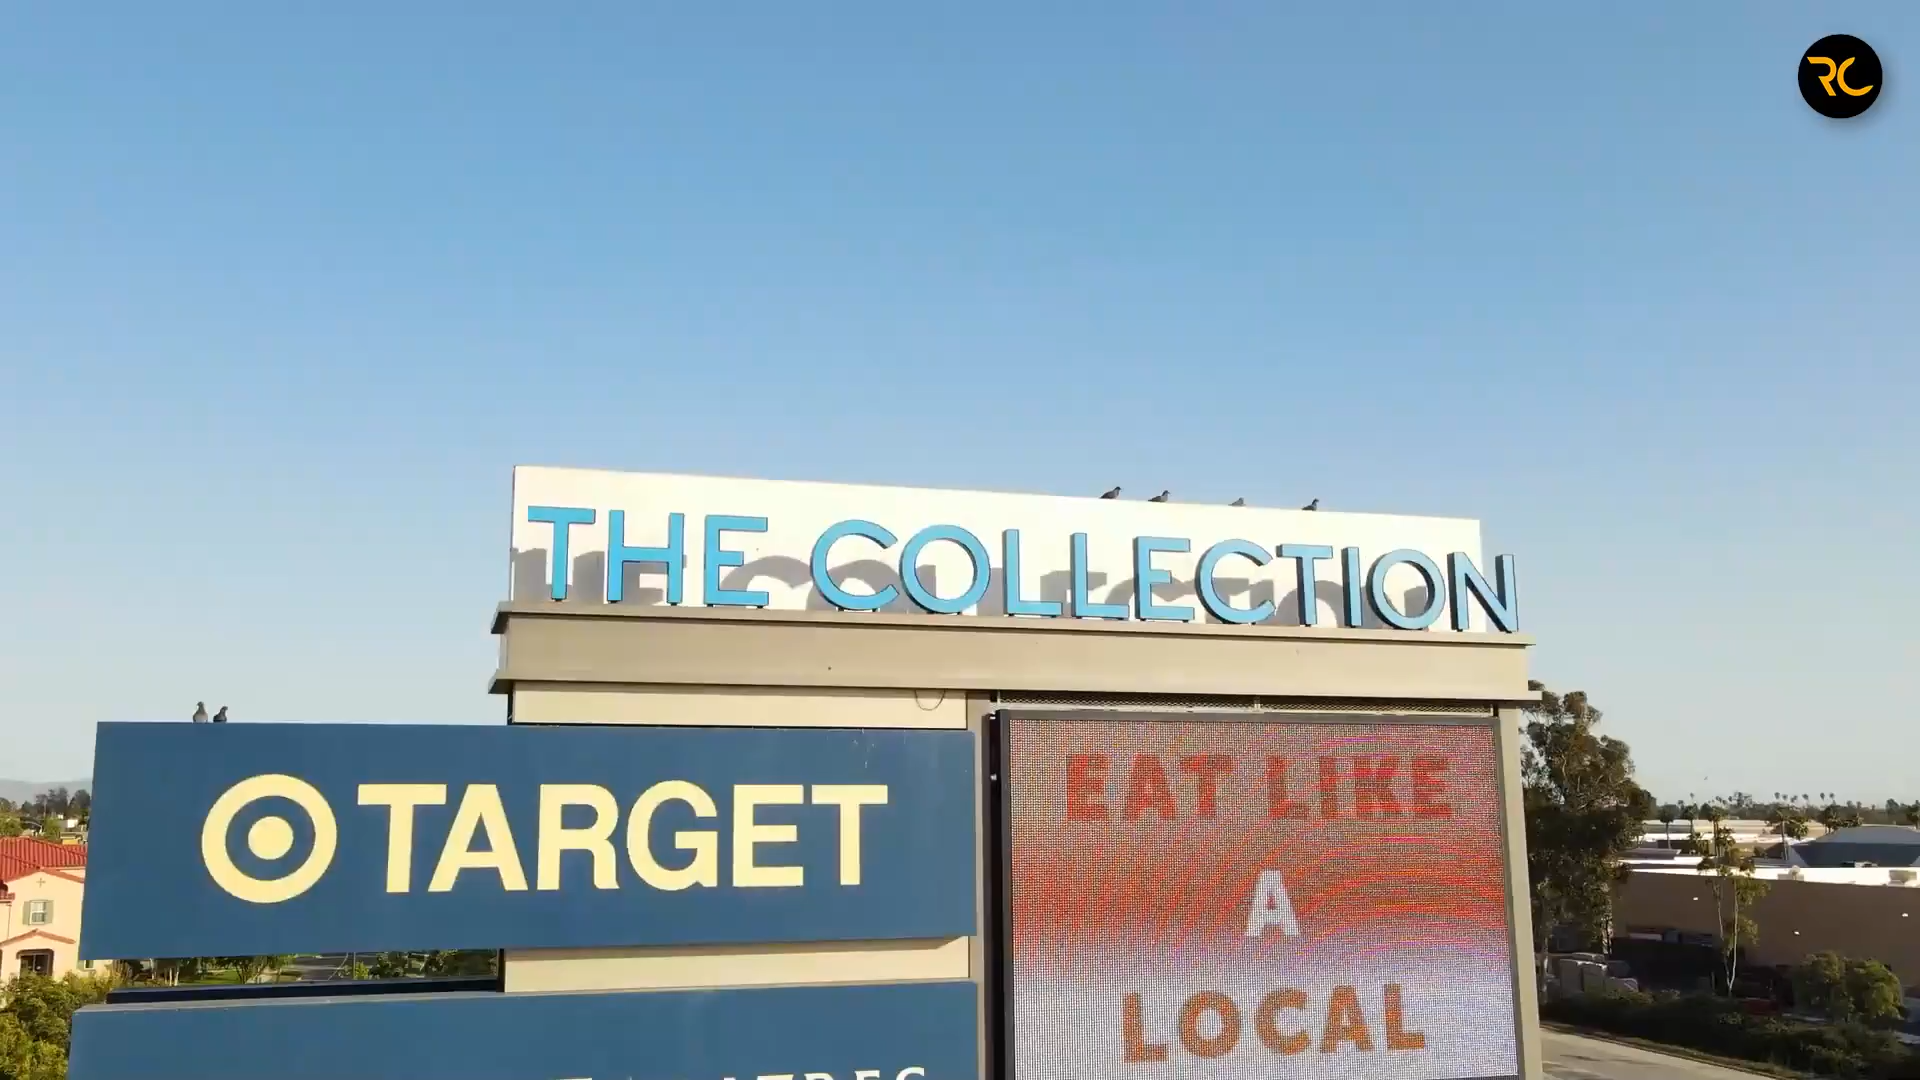 RC
THE COLLECTION
TARGET
EAT LIKE
A
LOCAL